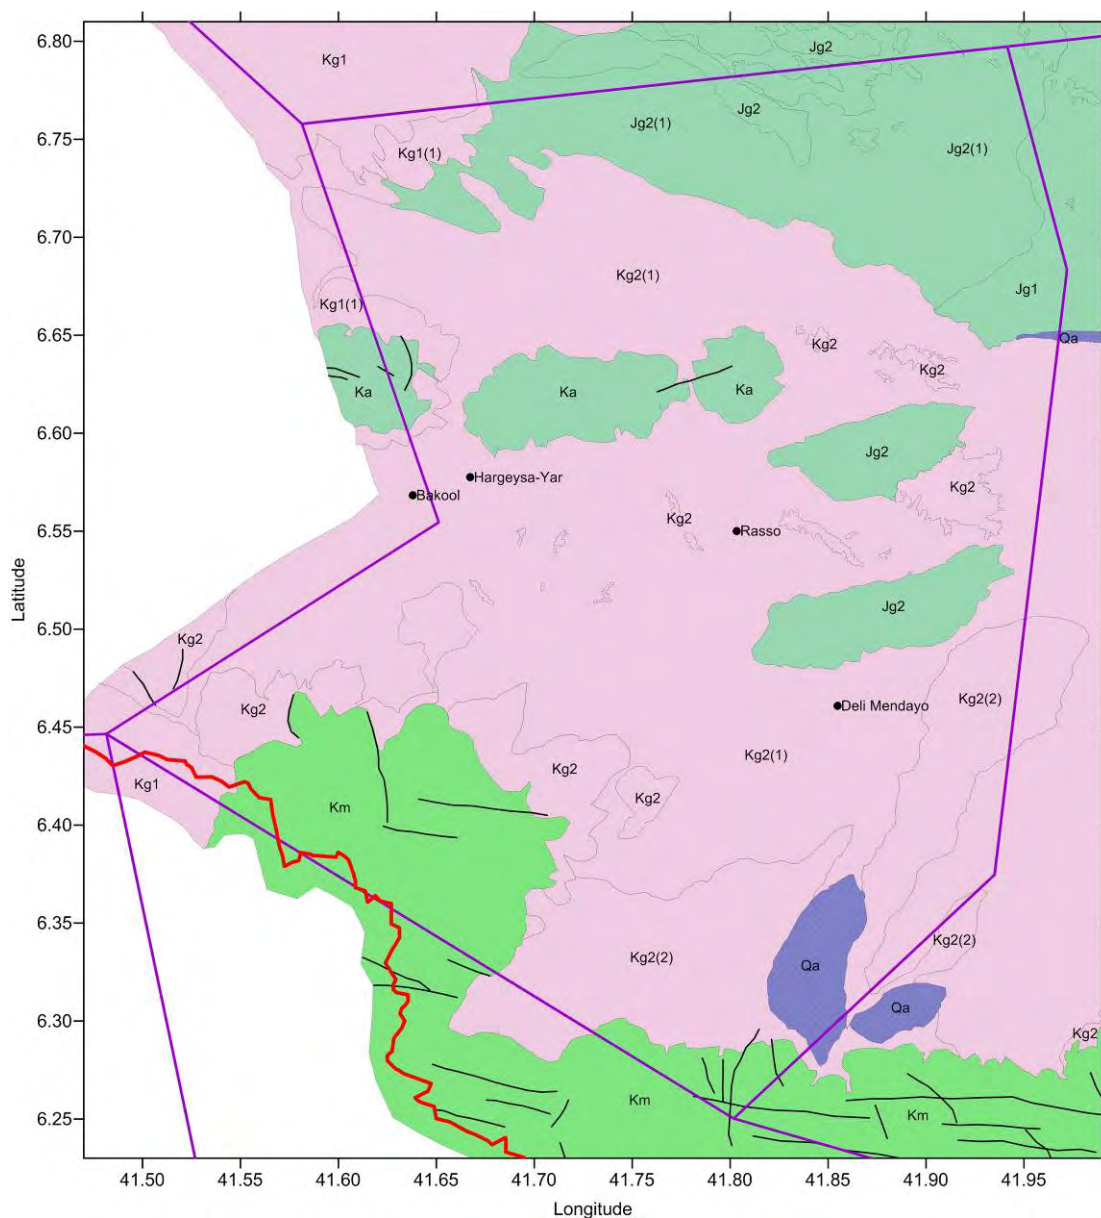 6.80
Kg1
Jg2
Jg2
6.75
Jg2(1)
Kg1(1)
Jg2(1)
6.70
Kg2(1)
Jg1
Kg1(1)
6.65
Kg2
Qa
Kg2
Ka
Ka
Ka
6.60
Jg2
Hargeysa-Yar
Kg2
Bakool
Kg2
6.55
Rasso
Latitude
Jg2
6.50
Kg2
Kg2
Kg2(2)
Deli Mendayo
6.45
Kg2
Kg2(1)
Kg1
Km
Kg2
6.40
6.35
Kg2(2)
Kg2(2)
Qa
Qa
6.30
Kg2
Km
Km
6.25
41.50 41.55 41.60 41.65 41.70 41.75 41.80 41.85 41.90 41.95
Longitude